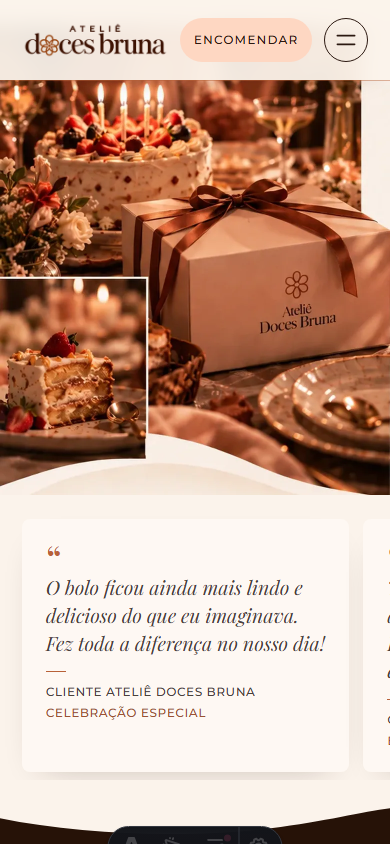 ATELIÊ
doces bruna
ENCOMENDAR
Ateliê
Doces Bruna
“
O bolo ficou ainda mais lindo e
delicioso do que eu imaginava.
Fez toda a diferença no nosso dia!
CLIENTE ATELIÊ DOCES BRUNA
CELEBRAÇÃO ESPECIAL